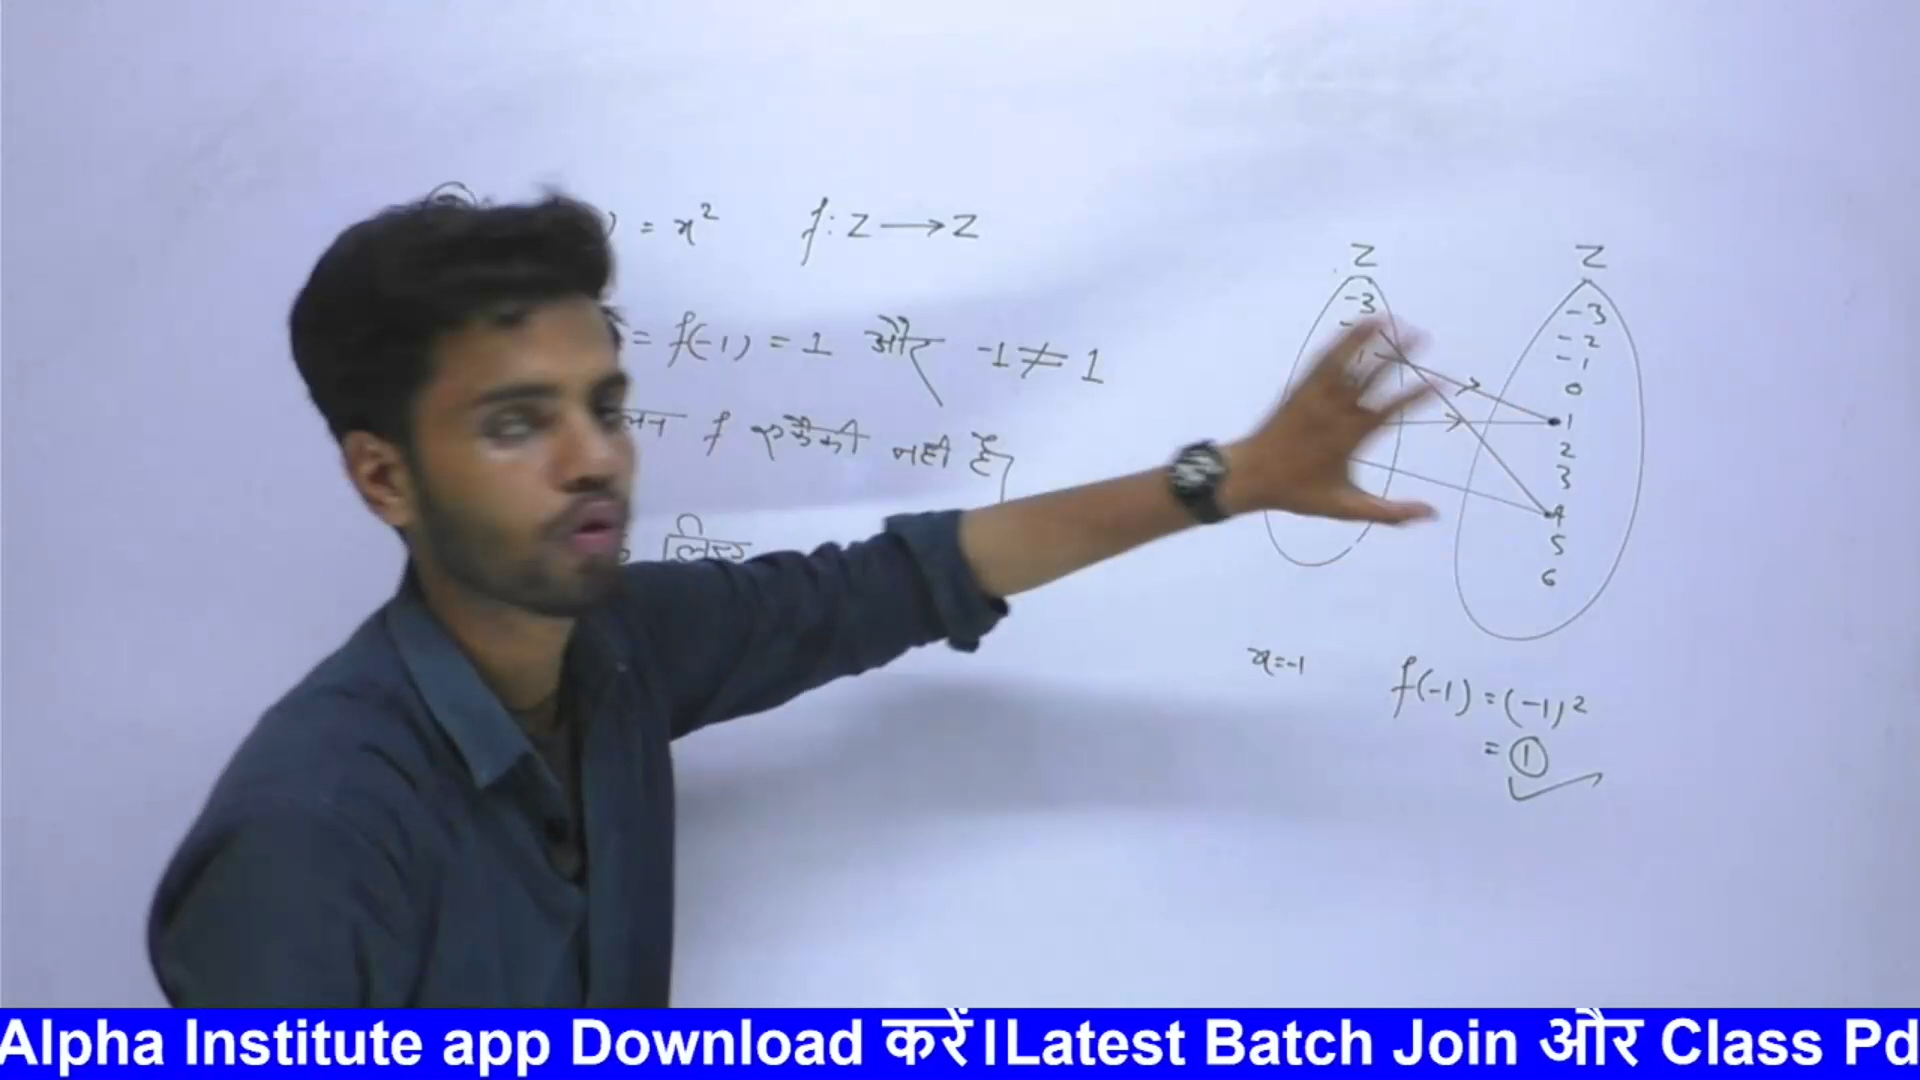 ) = x² f: Z → Z
= f(-1) = 1 और -1 ≠ 1
f एकैकी नही है
लिए
Z Z
-3 -3
-2
-1
0
1
2
3
4
5
6
x=-1 f(-1) = (-1)²
= 1
Alpha Institute app Download करें।Latest Batch Join और Class Pd